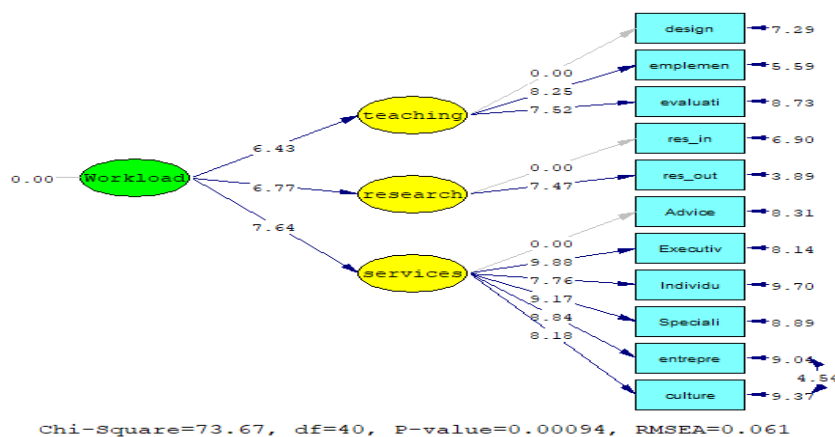 design 7.29
emplemen 5.59
0.00
8.25
teaching
7.52
evaluati 8.73
6.43
0.00
res_in 6.90
0.00 Workload
6.77
research
7.47
res_out 3.89
7.64
Advice 8.31
0.00
9.88
Executiv 8.14
services
7.76
Individu 9.70
9.17
8.84
Speciali 8.89
8.18
entrepre 9.04
4.54
culture 9.37
Chi-Square=73.67, df=40, P-value=0.00094, RMSEA=0.061